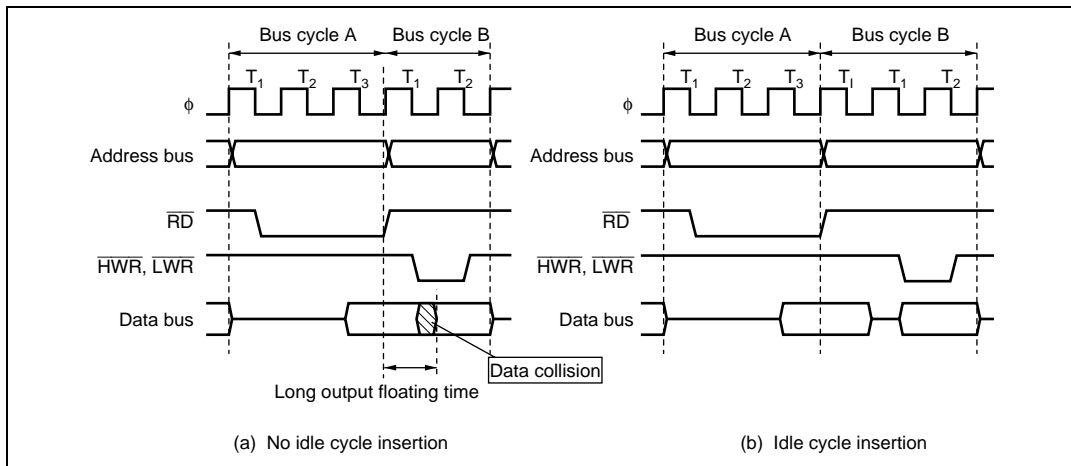 Bus cycle A Bus cycle B
T1 T2 T3 T1 T2
ϕ
Address bus
RD
HWR, LWR
Data bus
Data collision
Long output floating time
(a) No idle cycle insertion
Bus cycle A Bus cycle B
T1 T2 T3 TI T1 T2
ϕ
Address bus
RD
HWR, LWR
Data bus
(b) Idle cycle insertion